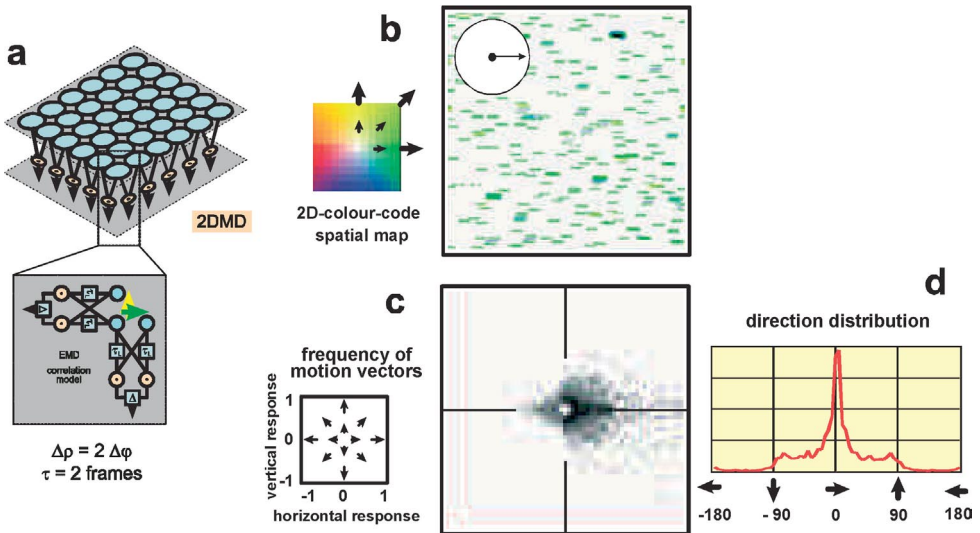 a
2DMD
EMD
correlation model
Δρ = 2 Δφ
τ = 2 frames
b
2D-colour-code
spatial map
c
frequency of
motion vectors
vertical response
1
0
-1
-1 0 1
horizontal response
d
direction distribution
-180 - 90 0 90 180